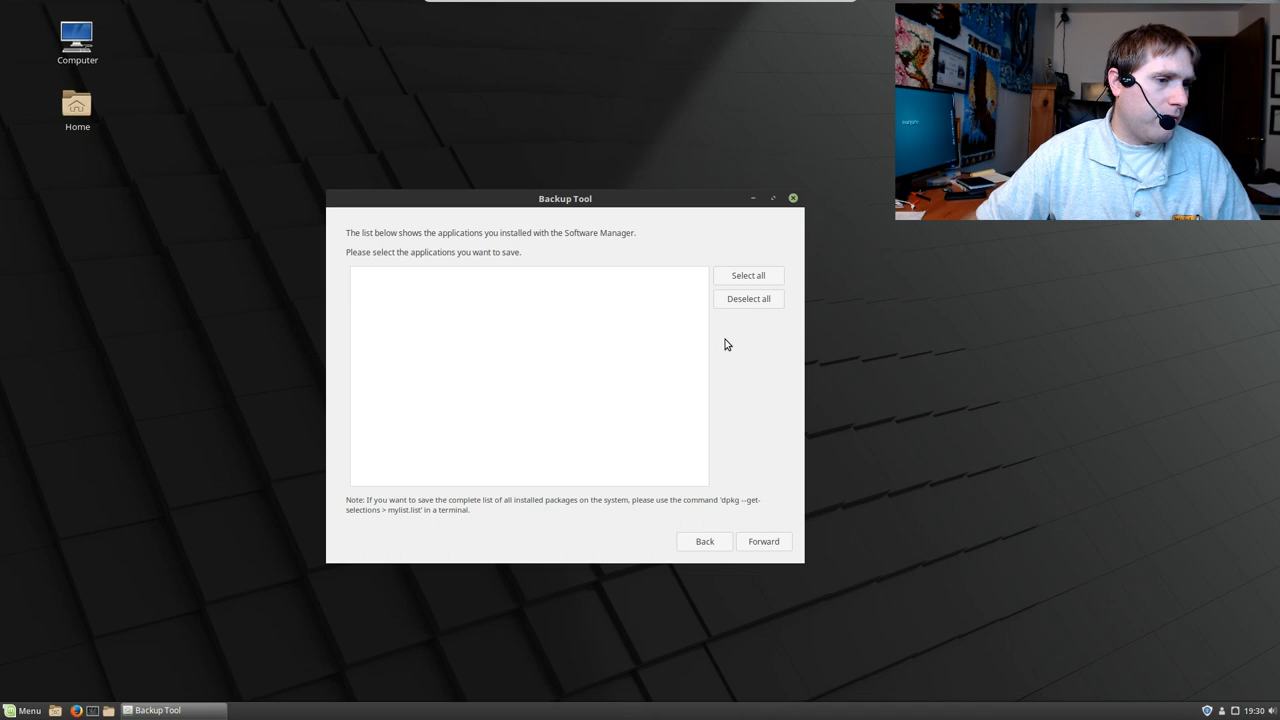 Computer
Home
Backup Tool
The list below shows the applications you installed with the Software Manager.
Please select the applications you want to save.
Select all
Deselect all
Note: If you want to save the complete list of all installed packages on the system, please use the command 'dpkg --get-
selections > mylist.list' in a terminal.
Back
Forward
Menu
Backup Tool
19:30